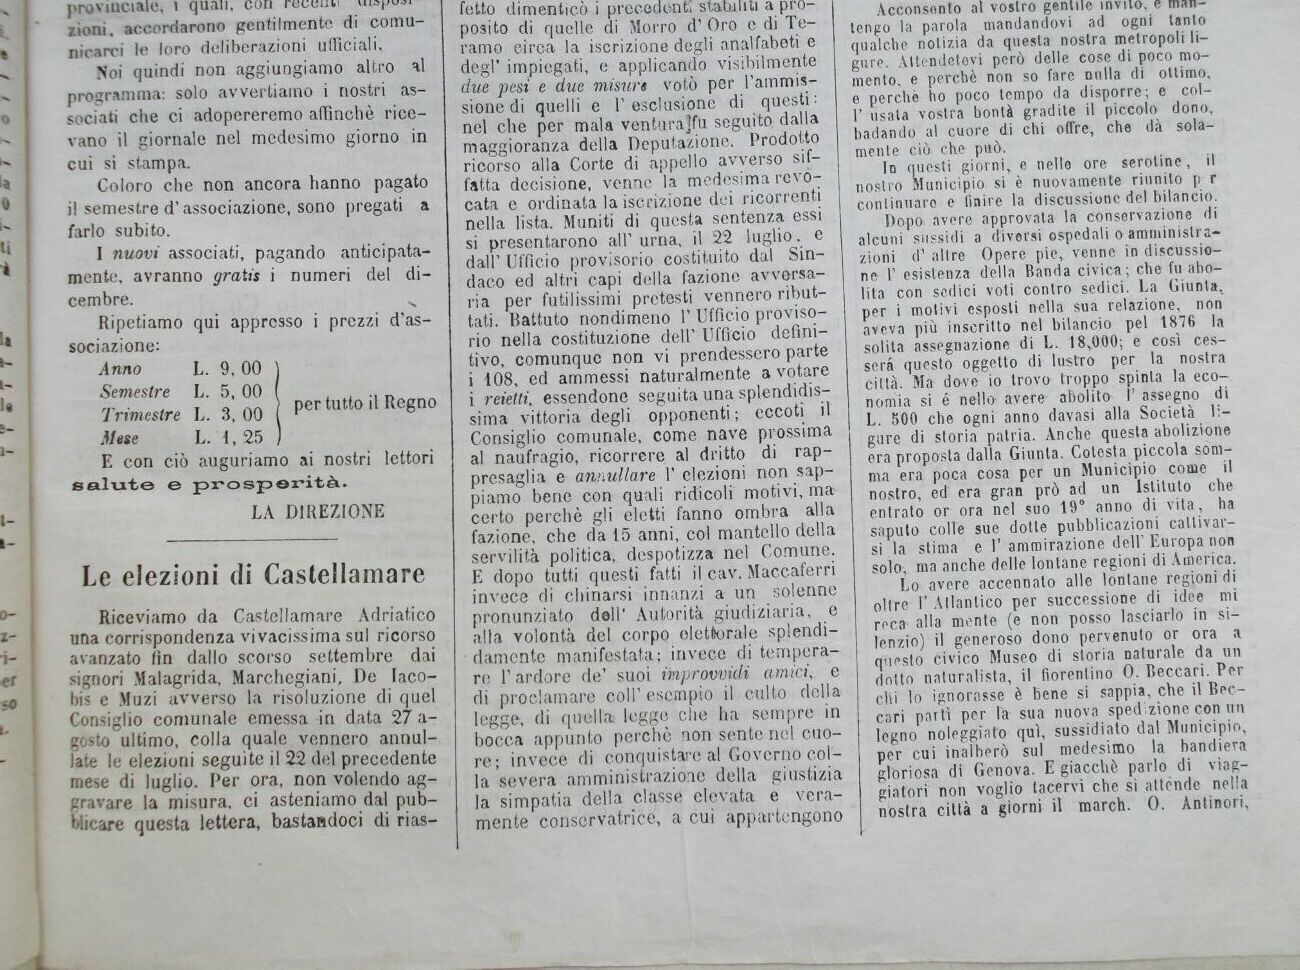 provinciale, i quali, con recenti disposi-
zioni, accordarono gentilmente di comu-
nicarci le loro deliberazioni ufficiali.
Noi quindi non aggiungiamo altro al
programma: solo avvertiamo i nostri as-
sociati che ci adopereremo affinchè rice-
vano il giornale nel medesimo giorno in
cui si stampa.
Coloro che non ancora hanno pagato
il semestre d'associazione, sono pregati a
farlo subito.
I nuovi associati, pagando anticipata-
mente, avranno gratis i numeri del di-
cembre.
Ripetiamo qui appresso i prezzi d'as-
sociazione:
Anno L. 9, 00
Semestre L. 5, 00
Trimestre L. 3, 00
Mese L. 1, 25
per tutto il Regno
E con ciò auguriamo ai nostri lettori
salute e prosperità.
LA DIREZIONE
Le elezioni di Castellamare
Riceviamo da Castellamare Adriatico
una corrispondenza vivacissima sul ricorso
avanzato fin dallo scorso settembre dai
signori Malagrida, Marchegiani, De Iaco-
bis e Muzi avverso la risoluzione di quel
Consiglio comunale emessa in data 27 a-
gosto ultimo, colla quale vennero annul-
late le elezioni seguite il 22 del precedente
mese di luglio. Per ora, non volendo ag-
gravare la misura, ci asteniamo dal pub-
blicare questa lettera, bastandoci di rias-
fetto dimenticò i precedenti stabiliti a pro-
posito di quelle di Morro d'Oro e di Te-
ramo circa la iscrizione degli analfabeti e
degl' impiegati, e applicando visibilmente
due pesi e due misure votò per l'ammis-
sione di quelli e l' esclusione di questi:
nel che per mala ventura fu seguito dalla
maggioranza della Deputazione. Prodotto
ricorso alla Corte di appello avverso sif-
fatta decisione, venne la medesima revo-
cata e ordinata la iscrizione dei ricorrenti
nella lista. Muniti di questa sentenza essi
si presentarono all' urna, il 22 luglio, e
dall' Ufficio provisorio costituito dal Sin-
daco ed altri capi della fazione avversa-
ria per futilissimi pretesti vennero ribut-
tati. Battuto nondimeno l' Ufficio proviso-
rio nella costituzione dell' Ufficio defini-
tivo, comunque non vi prendessero parte
i 108, ed ammessi naturalmente a votare
i reietti, essendone seguita una splendidis-
sima vittoria degli opponenti; eccoti il
Consiglio comunale, come nave prossima
al naufragio, ricorrere al dritto di rap-
presaglia e annullare l' elezioni non sap-
piamo bene con quali ridicoli motivi, ma
certo perchè gli eletti fanno ombra alla
fazione, che da 15 anni, col mantello della
servilità politica, despotizza nel Comune.
E dopo tutti questi fatti il cav. Maccaferri
invece di chinarsi innanzi a un solenne
pronunziato dell' Autorità giudiziaria, e
alla volontà del corpo elettorale splendi-
damente manifestata; invece di tempera-
re l'ardore de' suoi improvvidi amici, e
di proclamare coll' esempio il culto della
legge, di quella legge che ha sempre in
bocca appunto perchè non sente nel cuo-
re; invece di conquistare al Governo col-
la severa amministrazione della giustizia
la simpatia della classe elevata e vera-
mente conservatrice, a cui appartengono
Acconsento al vostro gentile invito, e man-
tengo la parola mandandovi ad ogni tanto
qualche notizia da questa nostra metropoli li-
gure. Attendetevi però delle cose di poco mo-
mento, e perchè non so fare nulla di ottimo,
e perchè ho poco tempo da disporre; e col-
l' usata vostra bontà gradite il piccolo dono,
badando al cuore di chi offre, che dà sola-
mente ciò che può.
In questi giorni, e nelle ore serotine, il
nostro Municipio si è nuovamente riunito p r
continuare e finire la discussione del bilancio.
Dopo avere approvata la conservazione di
alcuni sussidi a diversi ospedali o amministra-
zioni d' altre Opere pie, venne in discussio-
ne l' esistenza della Banda civica; che fu abo-
lita con sedici voti contro sedici. La Giunta,
per i motivi esposti nella sua relazione, non
aveva più inscritto nel bilancio pel 1876 la
solita assegnazione di L. 18,000; e così ces-
serà questo oggetto di lustro per la nostra
città. Ma dove io trovo troppo spinta la eco-
nomia si é nello avere abolito l' assegno di
L. 500 che ogni anno davasi alla Società li-
gure di storia patria. Anche questa abolizione
era proposta dalla Giunta. Cotesta piccola som-
ma era poca cosa per un Municipio come il
nostro, ed era gran prò ad un Istituto che
entrato or ora nel suo 19° anno di vita, ha
saputo colle sue dotte pubblicazioni cattivar-
si la stima e l' ammirazione dell' Europa non
solo, ma anche delle lontane regioni di America.
Lo avere accennato alle lontane regioni di
oltre l' Atlantico per successione di idee mi
reca alla mente (e non posso lasciarlo in si-
lenzio) il generoso dono pervenuto or ora a
questo civico Museo di storia naturale da un
dotto naturalista, il fiorentino O. Beccari. Per
chi lo ignorasse è bene si sappia, che il Bec-
cari partì per la sua nuova spedizione con un
legno noleggiato quì, sussidiato dal Municipio,
per cui inalberò sul medesimo la bandiera
gloriosa di Genova. E giacchè parlo di viag-
giatori non voglio tacervi che si attende nella
nostra città a giorni il march. O. Antinori,